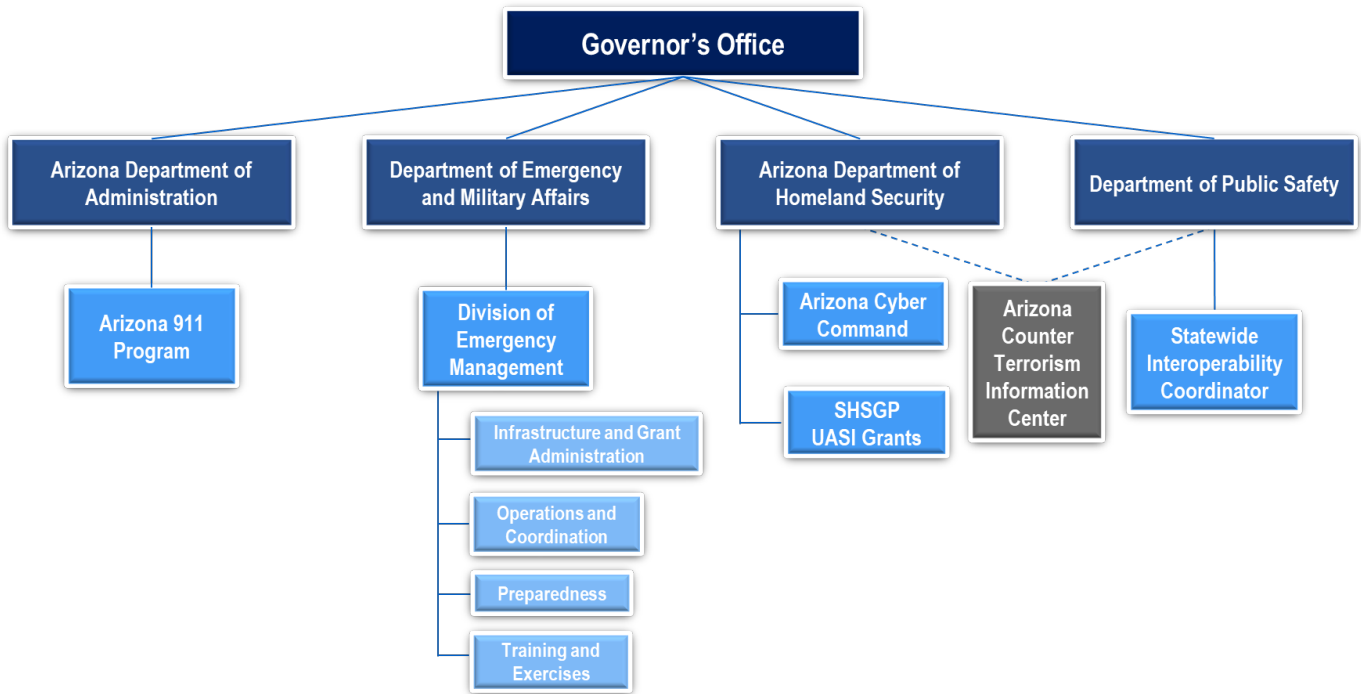 Governor’s Office
Arizona Department of
Administration
Department of Emergency
and Military Affairs
Arizona Department of
Homeland Security
Department of Public Safety
Arizona 911
Program
Division of
Emergency
Management
Infrastructure and Grant
Administration
Operations and
Coordination
Preparedness
Training and
Exercises
Arizona Cyber
Command
SHSGP
UASI Grants
Arizona
Counter
Terrorism
Information
Center
Statewide
Interoperability
Coordinator